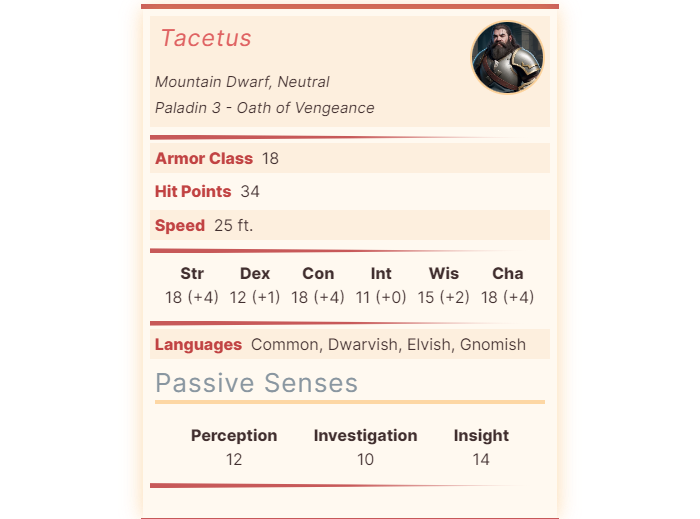 Tacetus
Mountain Dwarf, Neutral
Paladin 3 - Oath of Vengeance
Armor Class 18
Hit Points 34
Speed 25 ft.
Str Dex Con Int Wis Cha
18 (+4) 12 (+1) 18 (+4) 11 (+0) 15 (+2) 18 (+4)
Languages Common, Dwarvish, Elvish, Gnomish
Passive Senses
Perception Investigation Insight
12 10 14